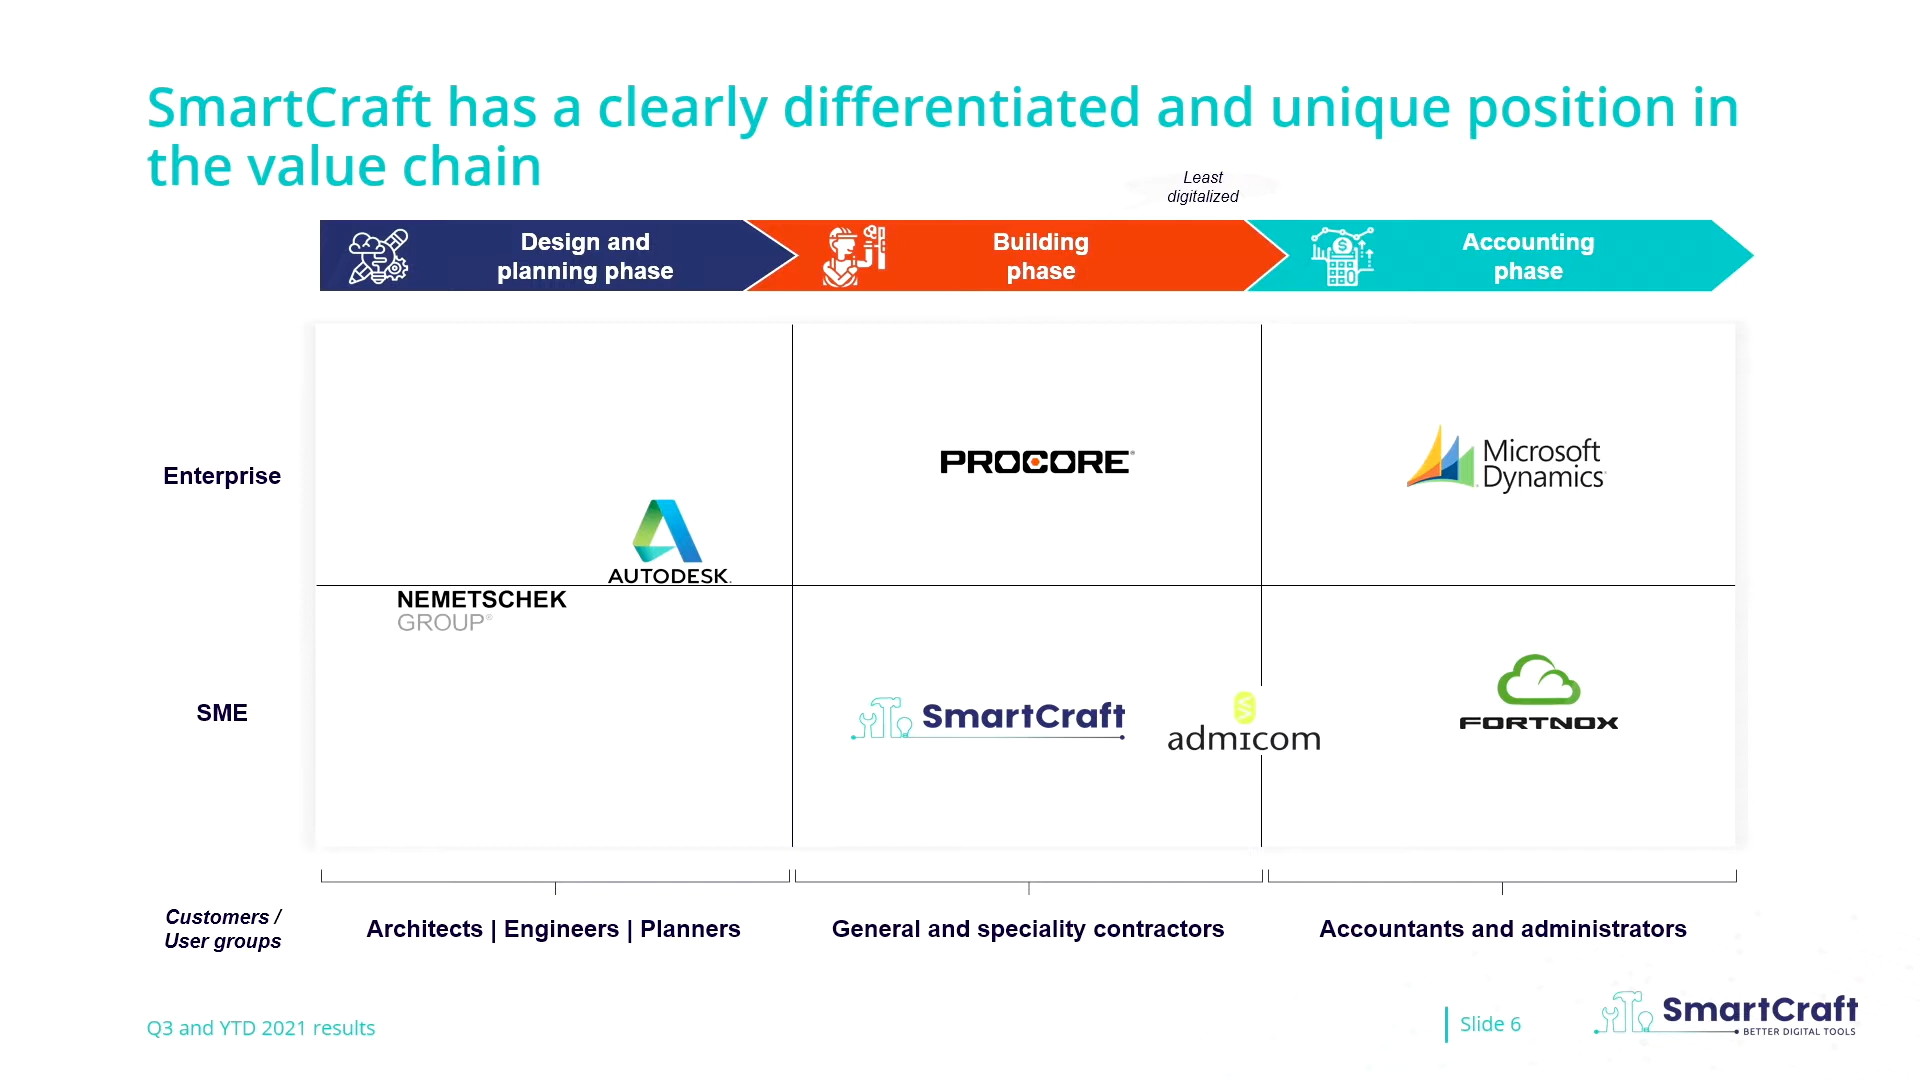 SmartCraft has a clearly differentiated and unique position in
the value chain
Least
digitalized
Design and
planning phase
Building
phase
Accounting
phase
Enterprise
PROCORE®
Microsoft
Dynamics
AUTODESK.
NEMETSCHEK
GROUP®
SME
SmartCraft
admicom
FORTNOX
Customers /
User groups
Architects | Engineers | Planners
General and speciality contractors
Accountants and administrators
Q3 and YTD 2021 results
Slide 6
SmartCraft
BETTER DIGITAL TOOLS